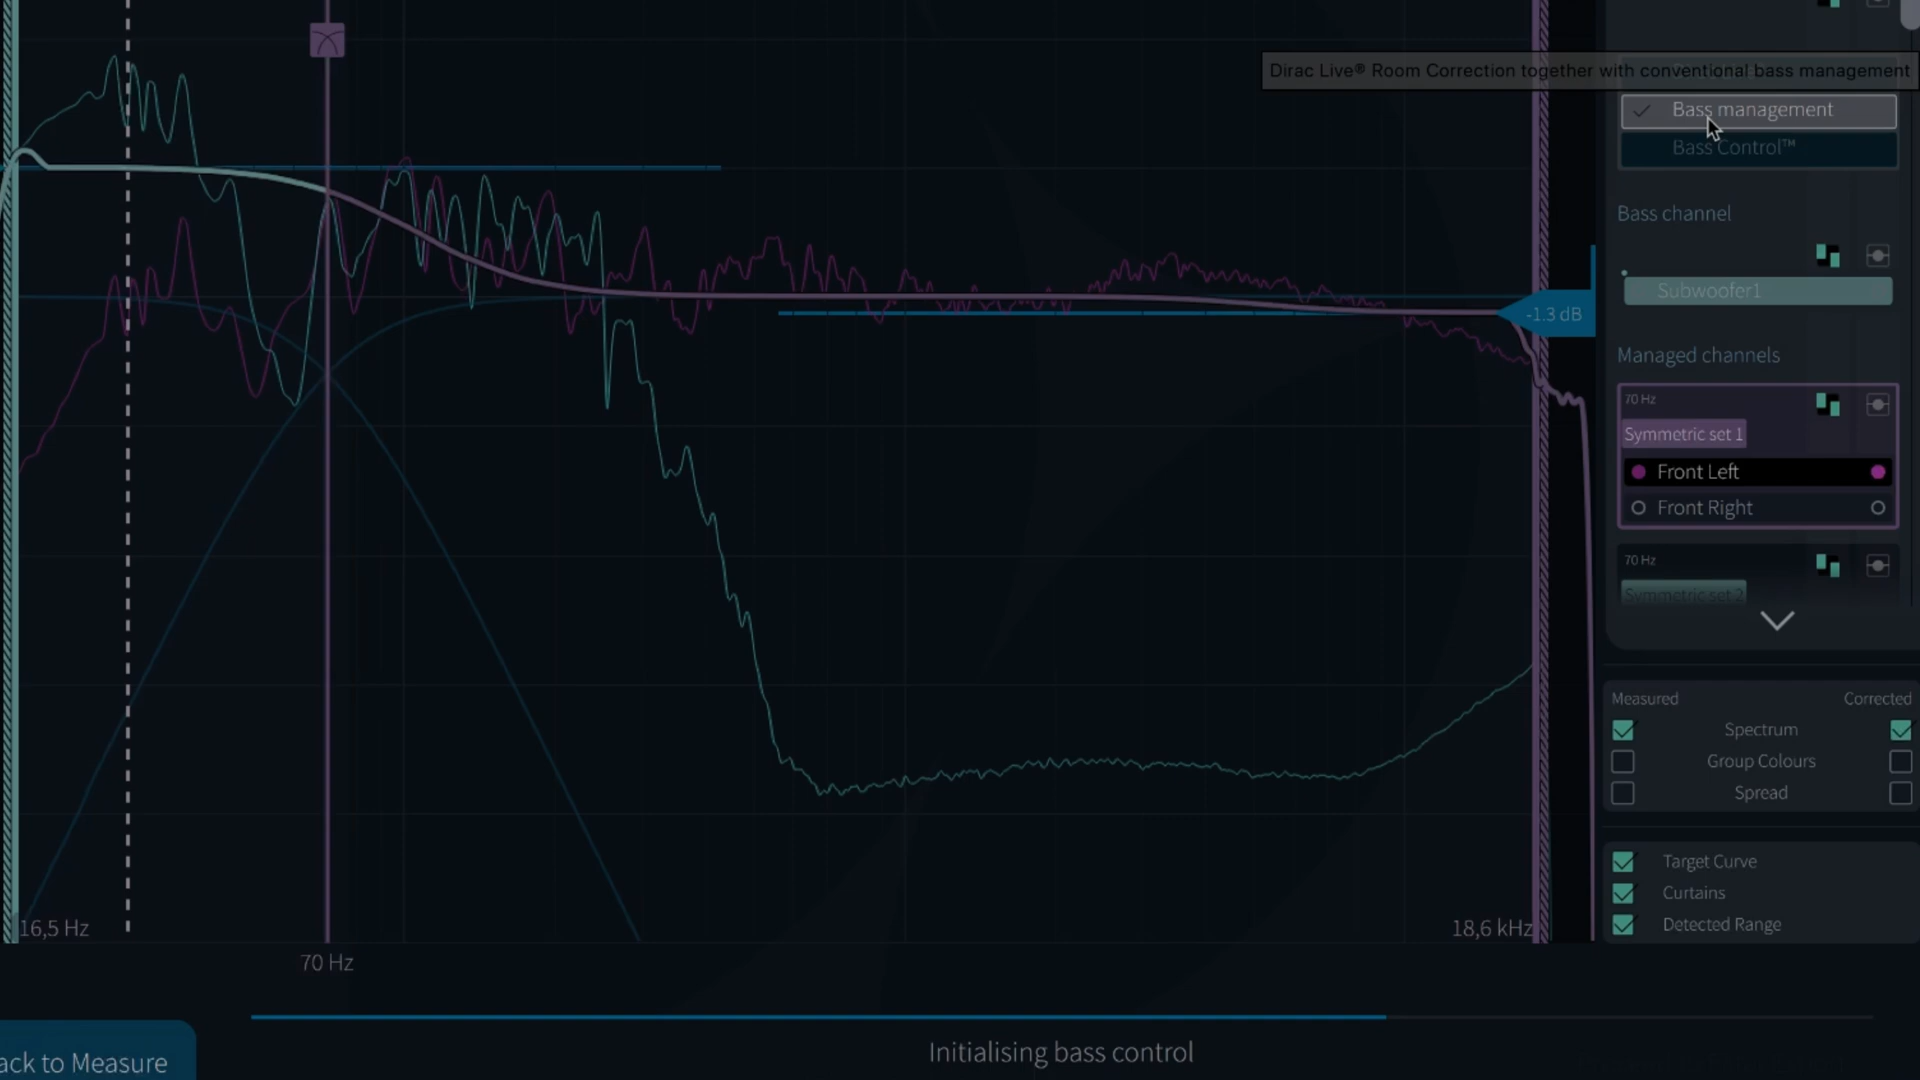 Dirac Live® Room Correction together with conventional bass management
Bass management
Bass Control™
Bass channel
Subwoofer1
-1.3 dB
Managed channels
70 Hz
Symmetric set 1
Front Left
Front Right
70 Hz
Symmetric set 2
Measured Corrected
Spectrum
Group Colours
Spread
Target Curve
Curtains
Detected Range
16,5 Hz
18,6 kHz
70 Hz
Initialising bass control
ack to Measure